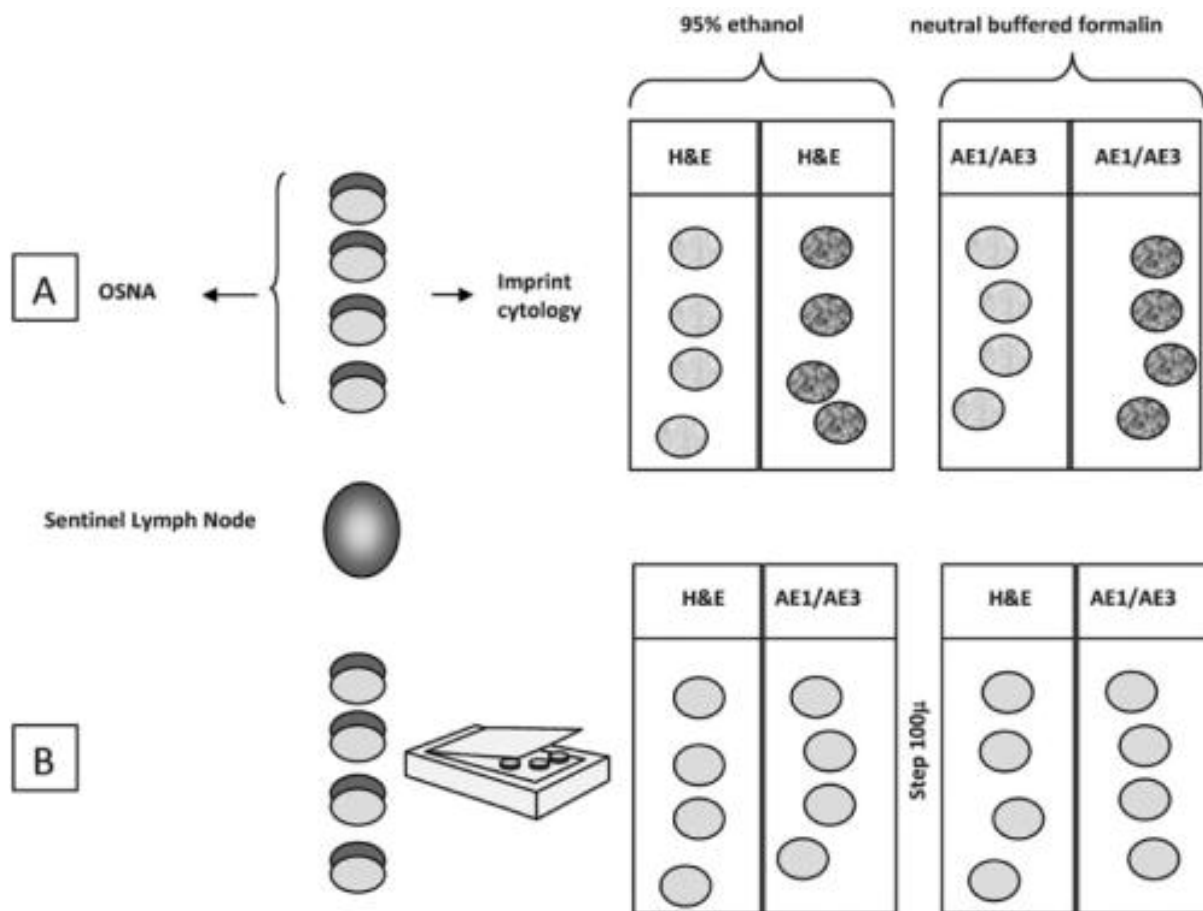 95% ethanol
neutral buffered formalin
H&E
H&E
AE1/AE3
AE1/AE3
A
OSNA
Imprint
cytology
Sentinel Lymph Node
H&E
AE1/AE3
H&E
AE1/AE3
B
Step 100μ